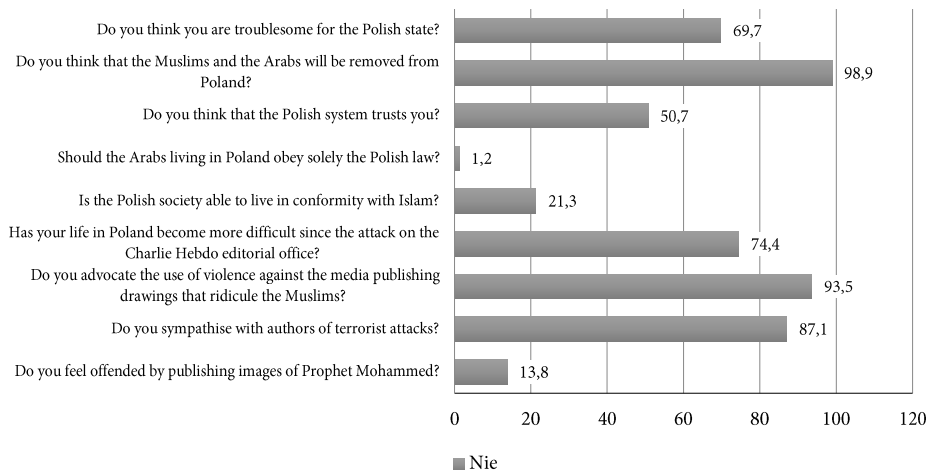 Do you think you are troublesome for the Polish state?
69,7
Do you think that the Muslims and the Arabs will be removed from
Poland?
98,9
Do you think that the Polish system trusts you?
50,7
Should the Arabs living in Poland obey solely the Polish law?
1,2
Is the Polish society able to live in conformity with Islam?
21,3
Has your life in Poland become more difficult since the attack on the
Charlie Hebdo editorial office?
74,4
Do you advocate the use of violence against the media publishing
drawings that ridicule the Muslims?
93,5
Do you sympathise with authors of terrorist attacks?
87,1
Do you feel offended by publishing images of Prophet Mohammed?
13,8
0 20 40 60 80 100 120
Nie